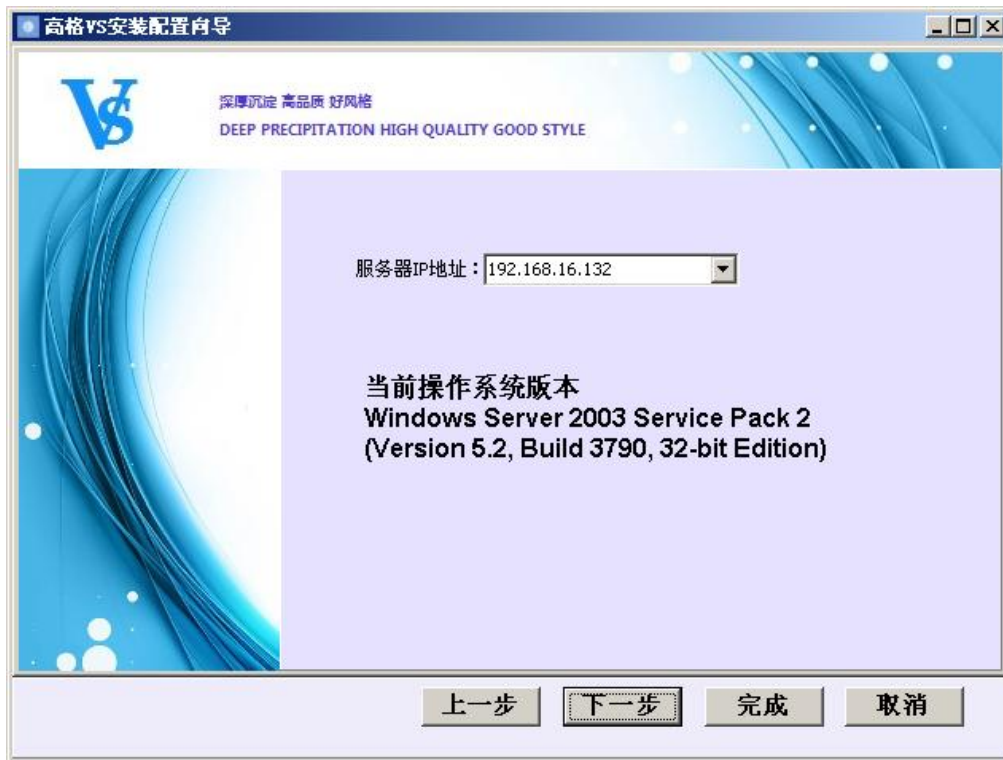 高格VS安装配置向导
VS
深厚沉淀 高品质 好风格
DEEP PRECIPITATION HIGH QUALITY GOOD STYLE
服务器IP地址：192.168.16.132
当前操作系统版本
Windows Server 2003 Service Pack 2
(Version 5.2, Build 3790, 32-bit Edition)
上一步 下一步 完成 取消